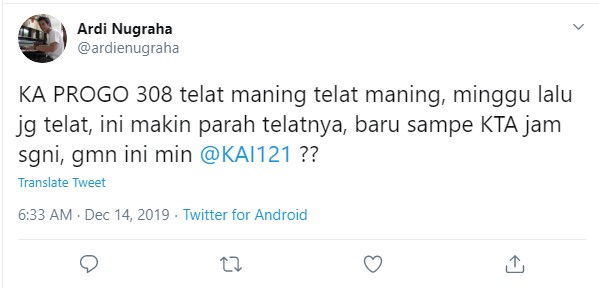 Ardi Nugraha
@ardienugraha
KA PROGO 308 telat maning telat maning, minggu lalu
jg telat, ini makin parah telatnya, baru sampe KTA jam
sgni, gmn ini min @KAI121 ??
Translate Tweet
6:33 AM · Dec 14, 2019 · Twitter for Android